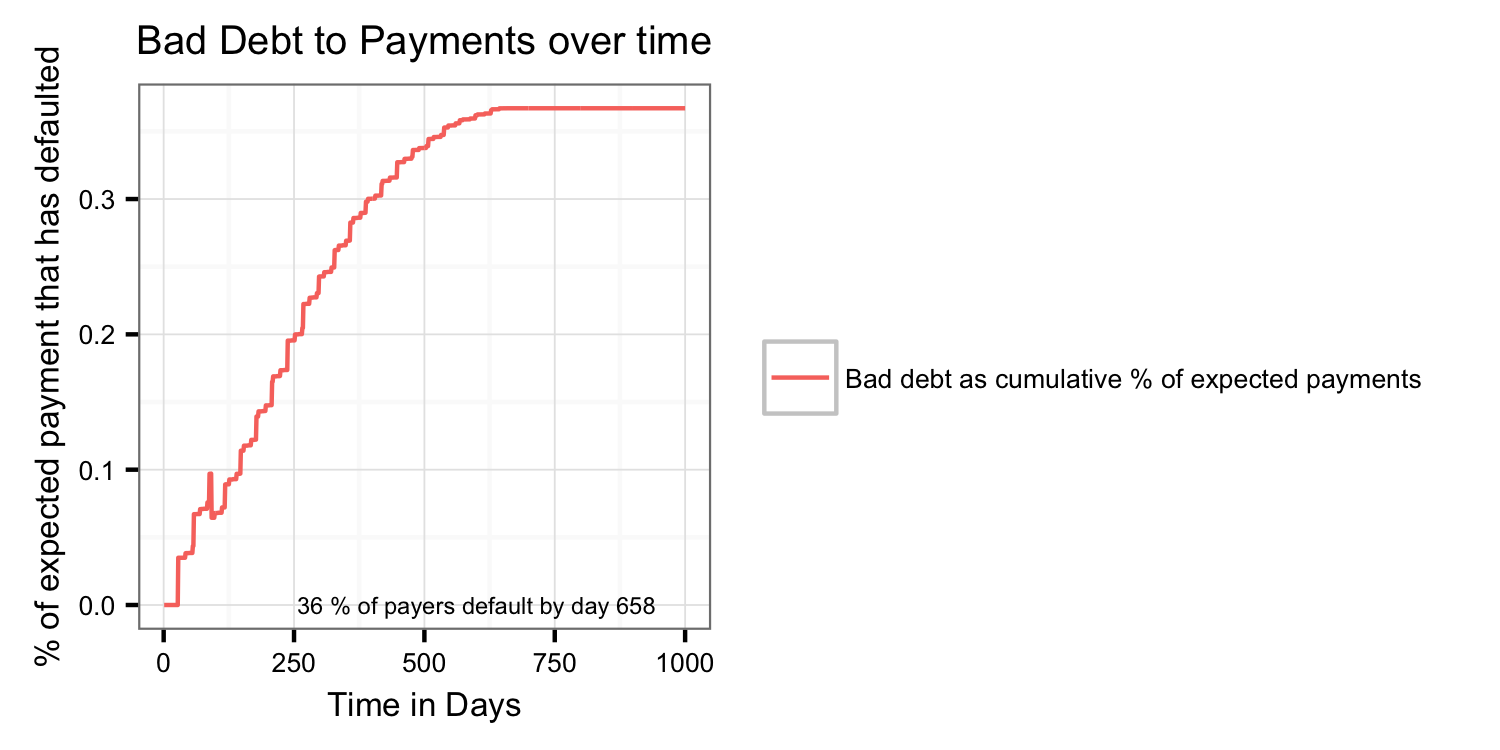 Bad Debt to Payments over time
% of expected payment that has defaulted
0.3
0.2
0.1
0.0
36 % of payers default by day 658
0 250 500 750 1000
Time in Days
Bad debt as cumulative % of expected payments